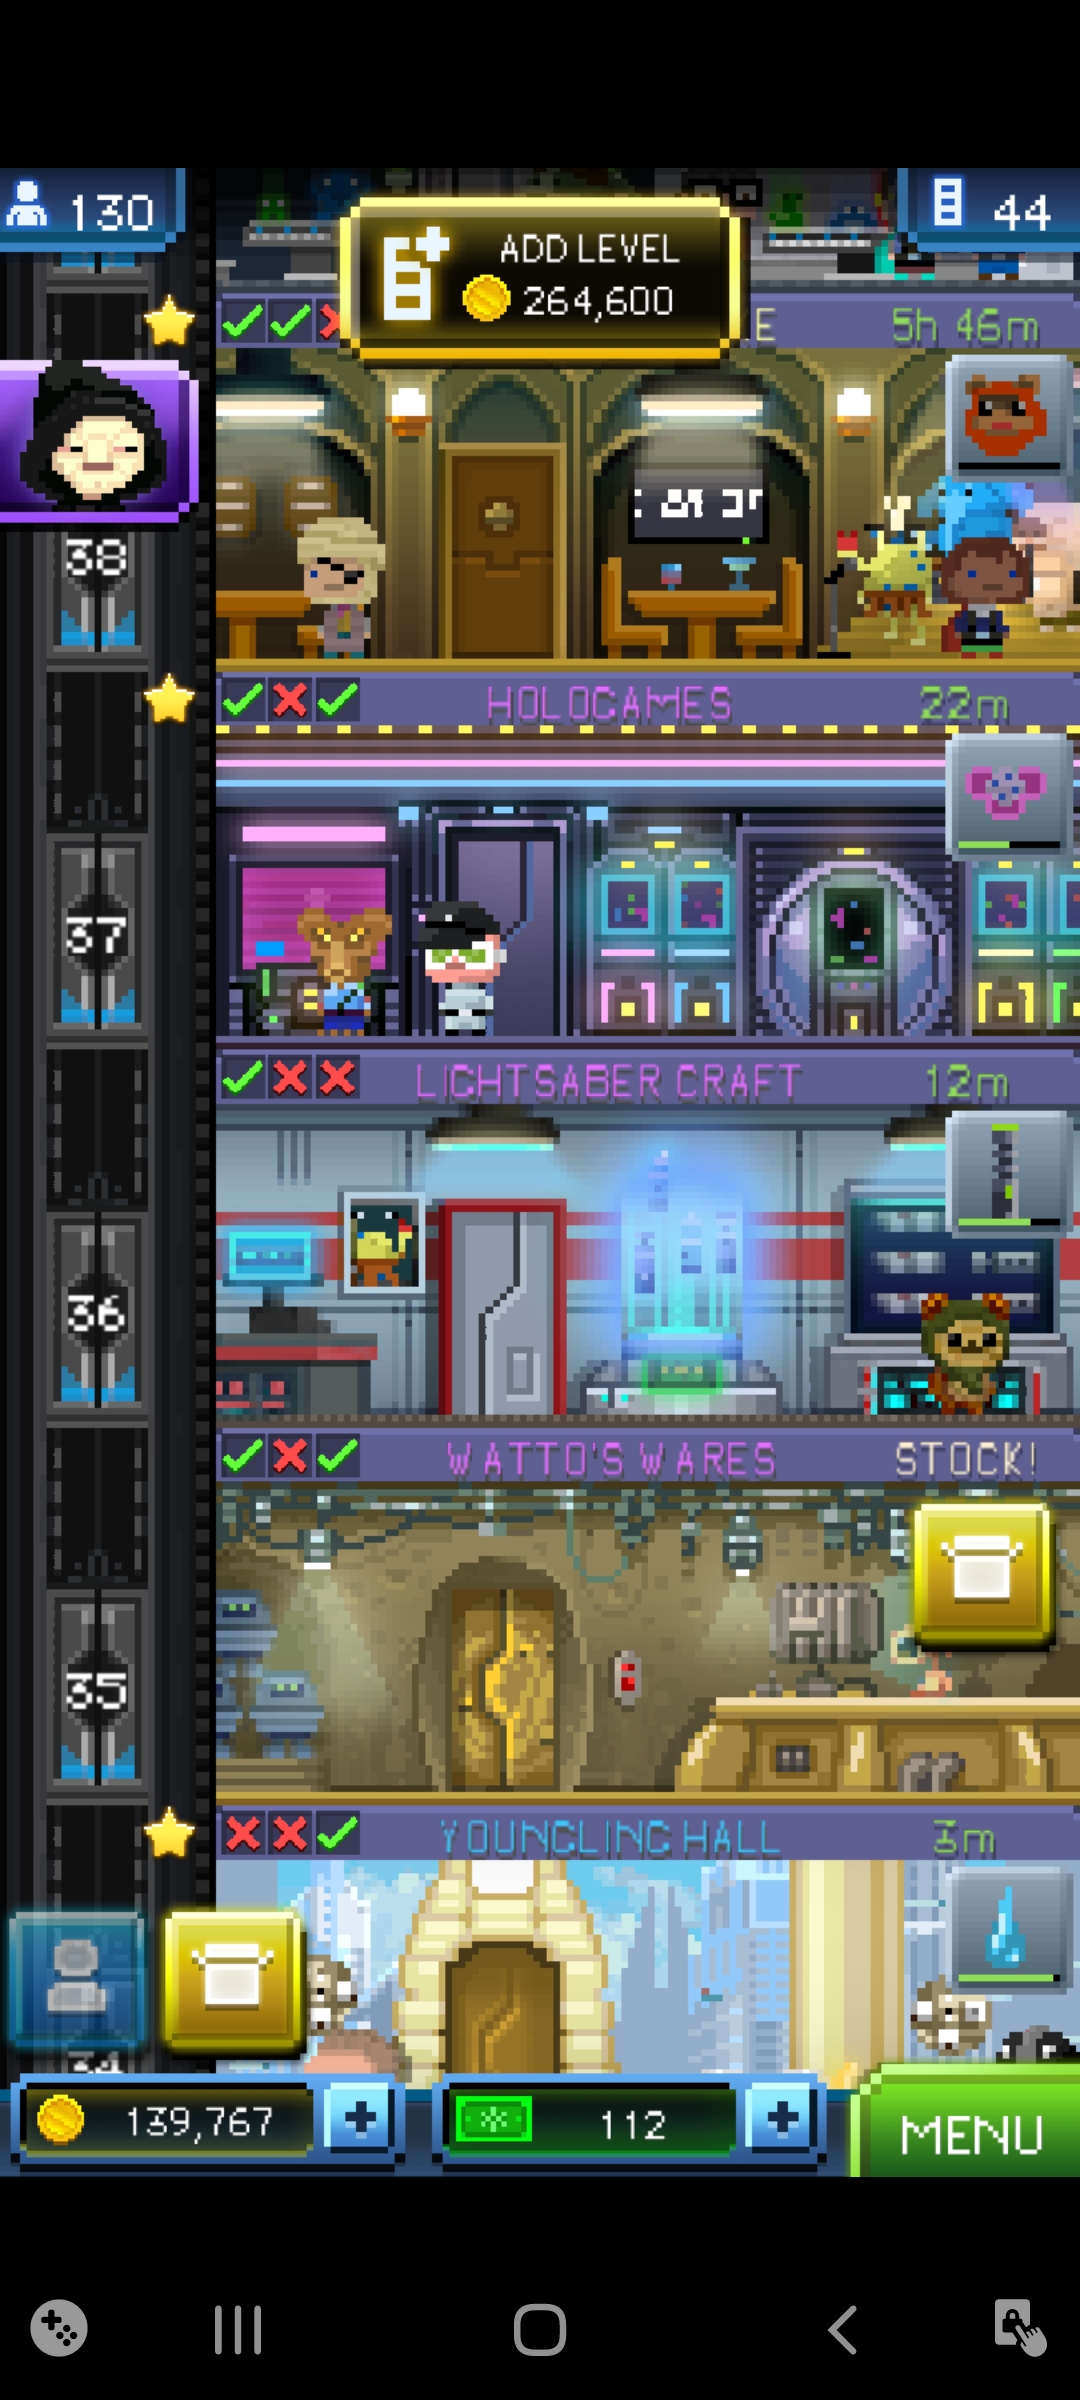 130
44
ADD LEVEL
264,600
E
5h 46m
38
HOLOGAMES
22m
37
LIGHTSABER CRAFT
12m
36
WATTO'S WARES
STOCK!
35
YOUNGLING HALL
3m
34
139,767
112
MENU